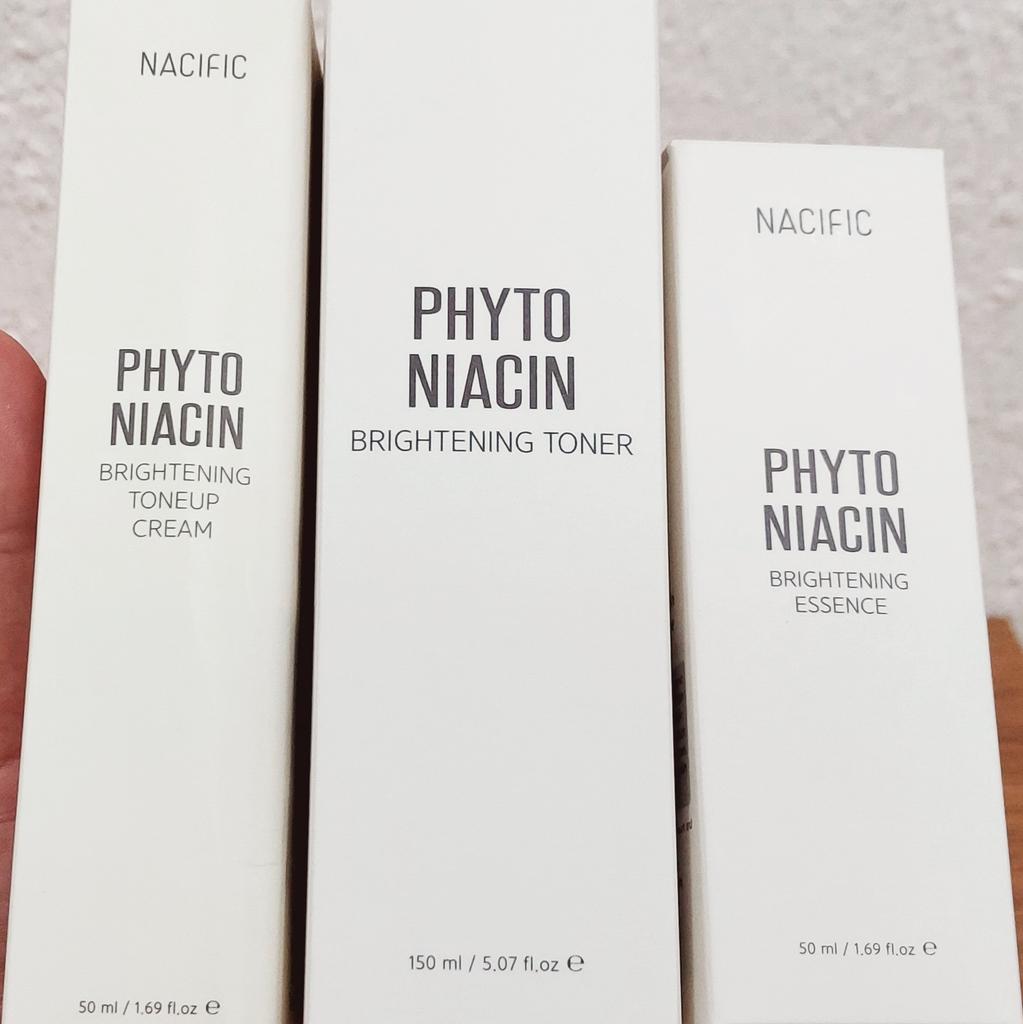 NACIFIC
PHYTO
NIACIN
BRIGHTENING
TONEUP
CREAM
50 ml / 1.69 fl.oz ℮
PHYTO
NIACIN
BRIGHTENING TONER
150 ml / 5.07 fl.oz ℮
NACIFIC
PHYTO
NIACIN
BRIGHTENING
ESSENCE
50 ml / 1.69 fl.oz ℮